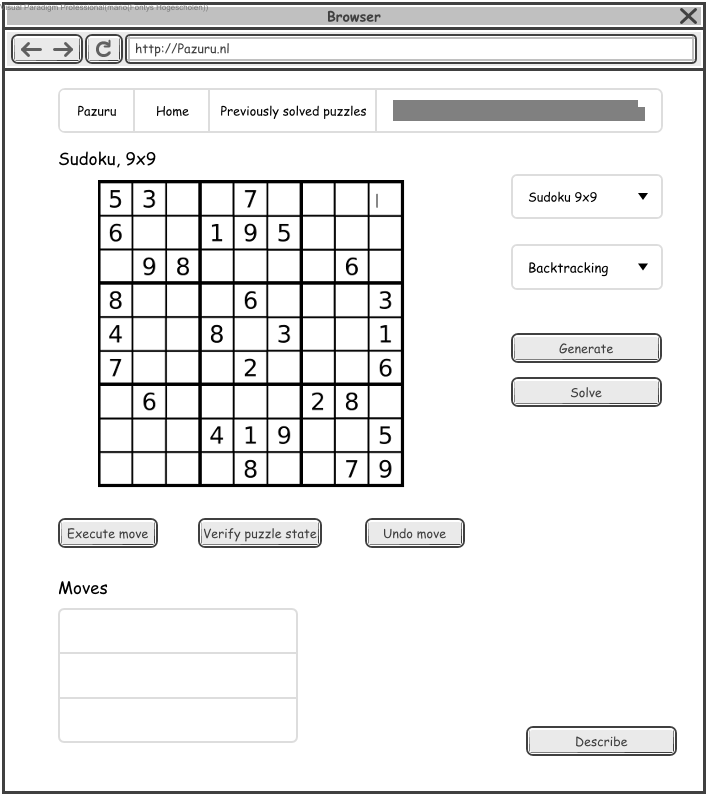 Visual Paradigm Professional(mano(Fontys Hogescholen))
Browser
http://Pazuru.nl
Pazuru Home Previously solved puzzles
Sudoku, 9x9
Sudoku 9x9
Backtracking
Generate
Solve
5 3 7
6 1 9 5
9 8 6
8 6 3
4 8 3 1
7 2 6
6 2 8
4 1 9 5
8 7 9
Execute move Verify puzzle state Undo move
Moves
Describe